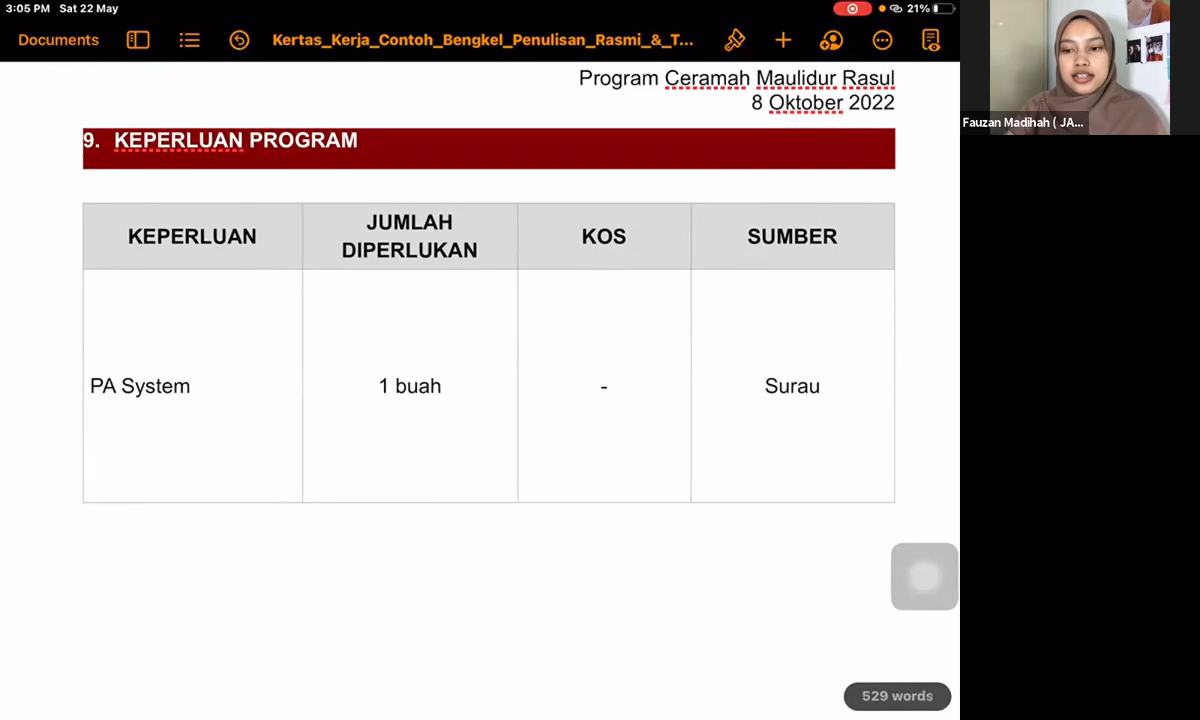 3:05 PM Sat 22 May
21%
Documents
Kertas_Kerja_Contoh_Bengkel_Penulisan_Rasmi_&_T...
Fauzan Madihah ( JA...
Program Ceramah Maulidur Rasul
8 Oktober 2022
9. KEPERLUAN PROGRAM
KEPERLUAN
JUMLAH
DIPERLUKAN
KOS
SUMBER
PA System
1 buah
-
Surau
529 words